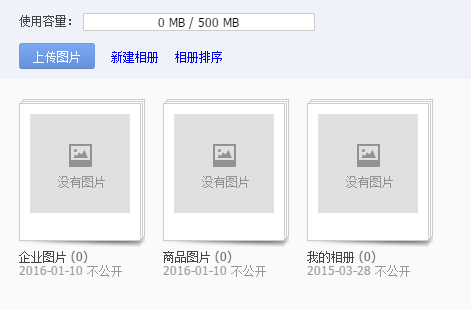 使用容量： 0 MB / 500 MB
上传图片 新建相册 相册排序
没有图片 没有图片 没有图片
企业图片 (0) 商品图片 (0) 我的相册 (0)
2016-01-10 不公开 2016-01-10 不公开 2015-03-28 不公开